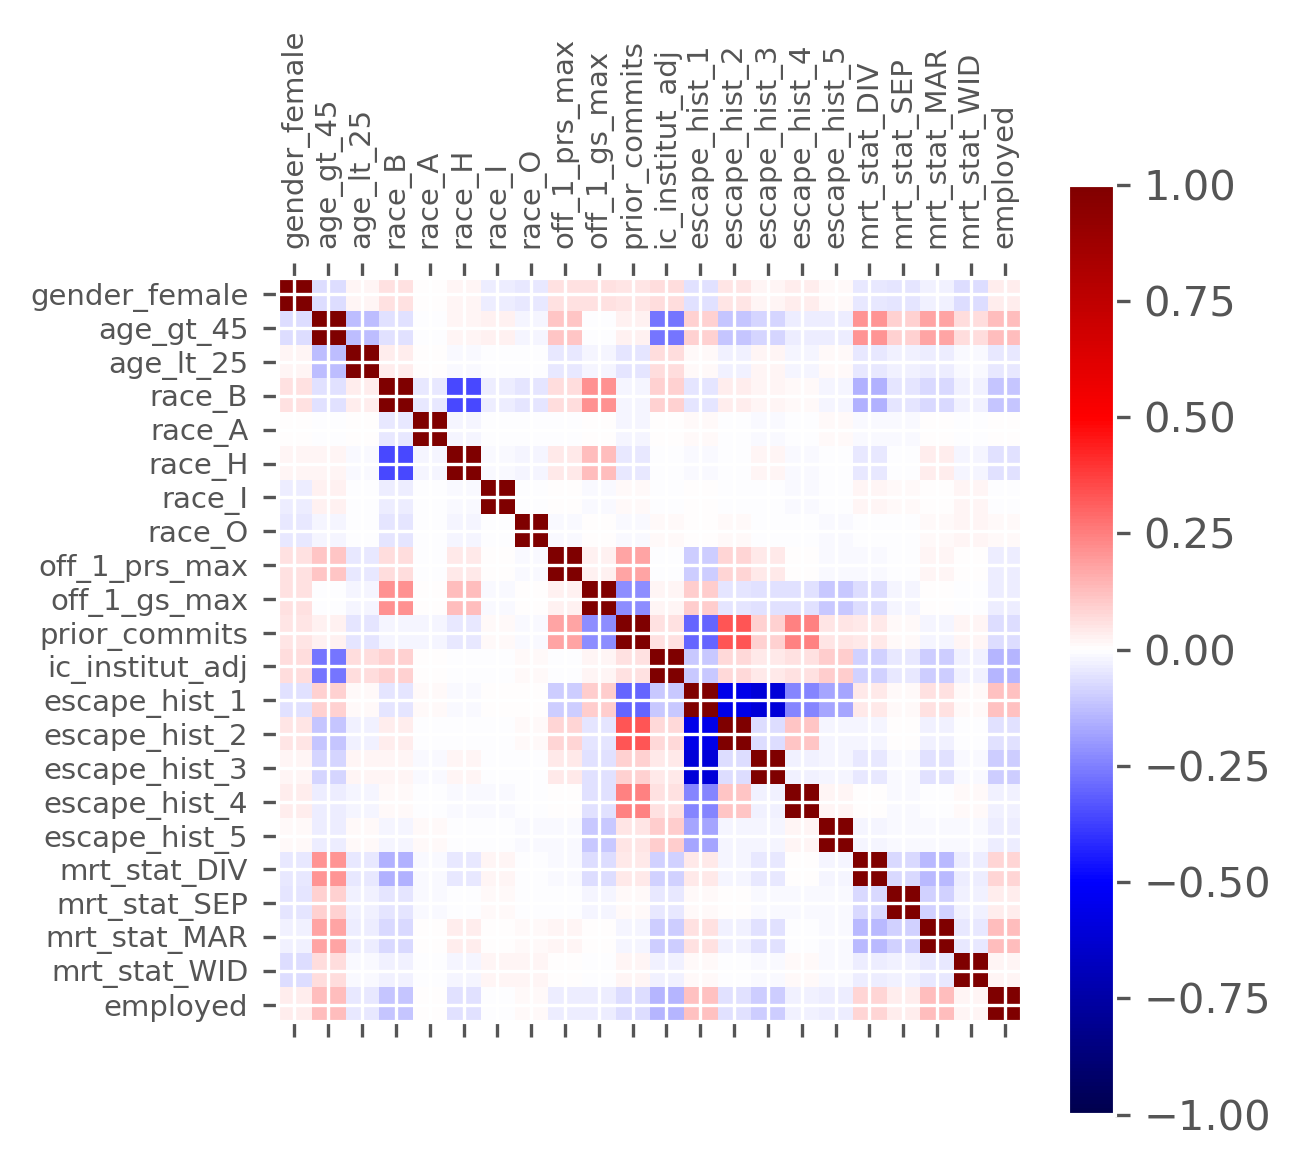 gender_female
age_gt_45
age_lt_25
race_B
race_A
race_H
race_I
race_O
off_1_prs_max
off_1_gs_max
prior_commits
ic_institut_adj
escape_hist_1
escape_hist_2
escape_hist_3
escape_hist_4
escape_hist_5
mrt_stat_DIV
mrt_stat_SEP
mrt_stat_MAR
mrt_stat_WID
employed
gender_female
age_gt_45
age_lt_25
race_B
race_A
race_H
race_I
race_O
off_1_prs_max
off_1_gs_max
prior_commits
ic_institut_adj
escape_hist_1
escape_hist_2
escape_hist_3
escape_hist_4
escape_hist_5
mrt_stat_DIV
mrt_stat_SEP
mrt_stat_MAR
mrt_stat_WID
employed
1.00
0.75
0.50
0.25
0.00
−0.25
−0.50
−0.75
−1.00